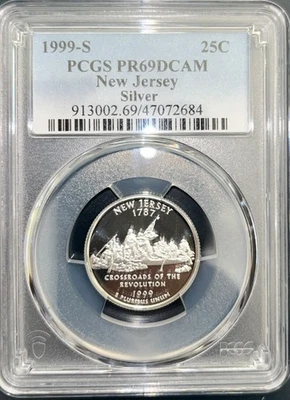 1999-S 25C
PCGS PR69DCAM
New Jersey
Silver
913002.69/47072684
NEW JERSEY
1787
CROSSROADS OF THE
REVOLUTION
1999
E PLURIBUS UNUM
PCGS